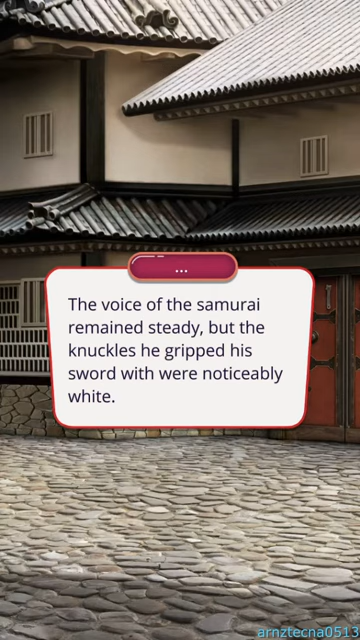 ...
The voice of the samurai
remained steady, but the
knuckles he gripped his
sword with were noticeably
white.
arnztecna0513